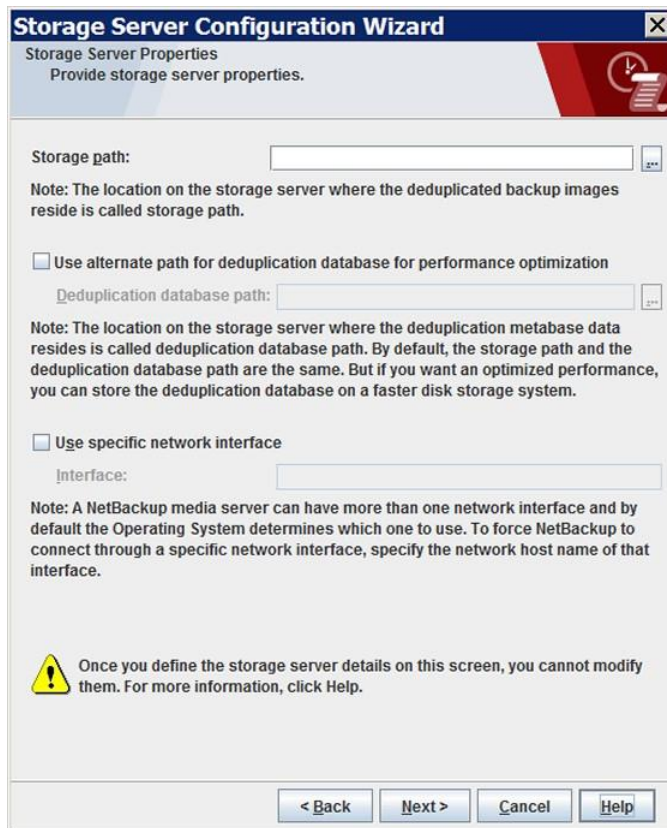 Storage Server Configuration Wizard
Storage Server Properties
Provide storage server properties.
Storage path:
...
Note: The location on the storage server where the deduplicated backup images
reside is called storage path.
Use alternate path for deduplication database for performance optimization
Deduplication database path:
...
Note: The location on the storage server where the deduplication metabase data
resides is called deduplication database path. By default, the storage path and the
deduplication database path are the same. But if you want an optimized performance,
you can store the deduplication database on a faster disk storage system.
Use specific network interface
Interface:
Note: A NetBackup media server can have more than one network interface and by
default the Operating System determines which one to use. To force NetBackup to
connect through a specific network interface, specify the network host name of that
interface.
Once you define the storage server details on this screen, you cannot modify
them. For more information, click Help.
< Back Next > Cancel Help